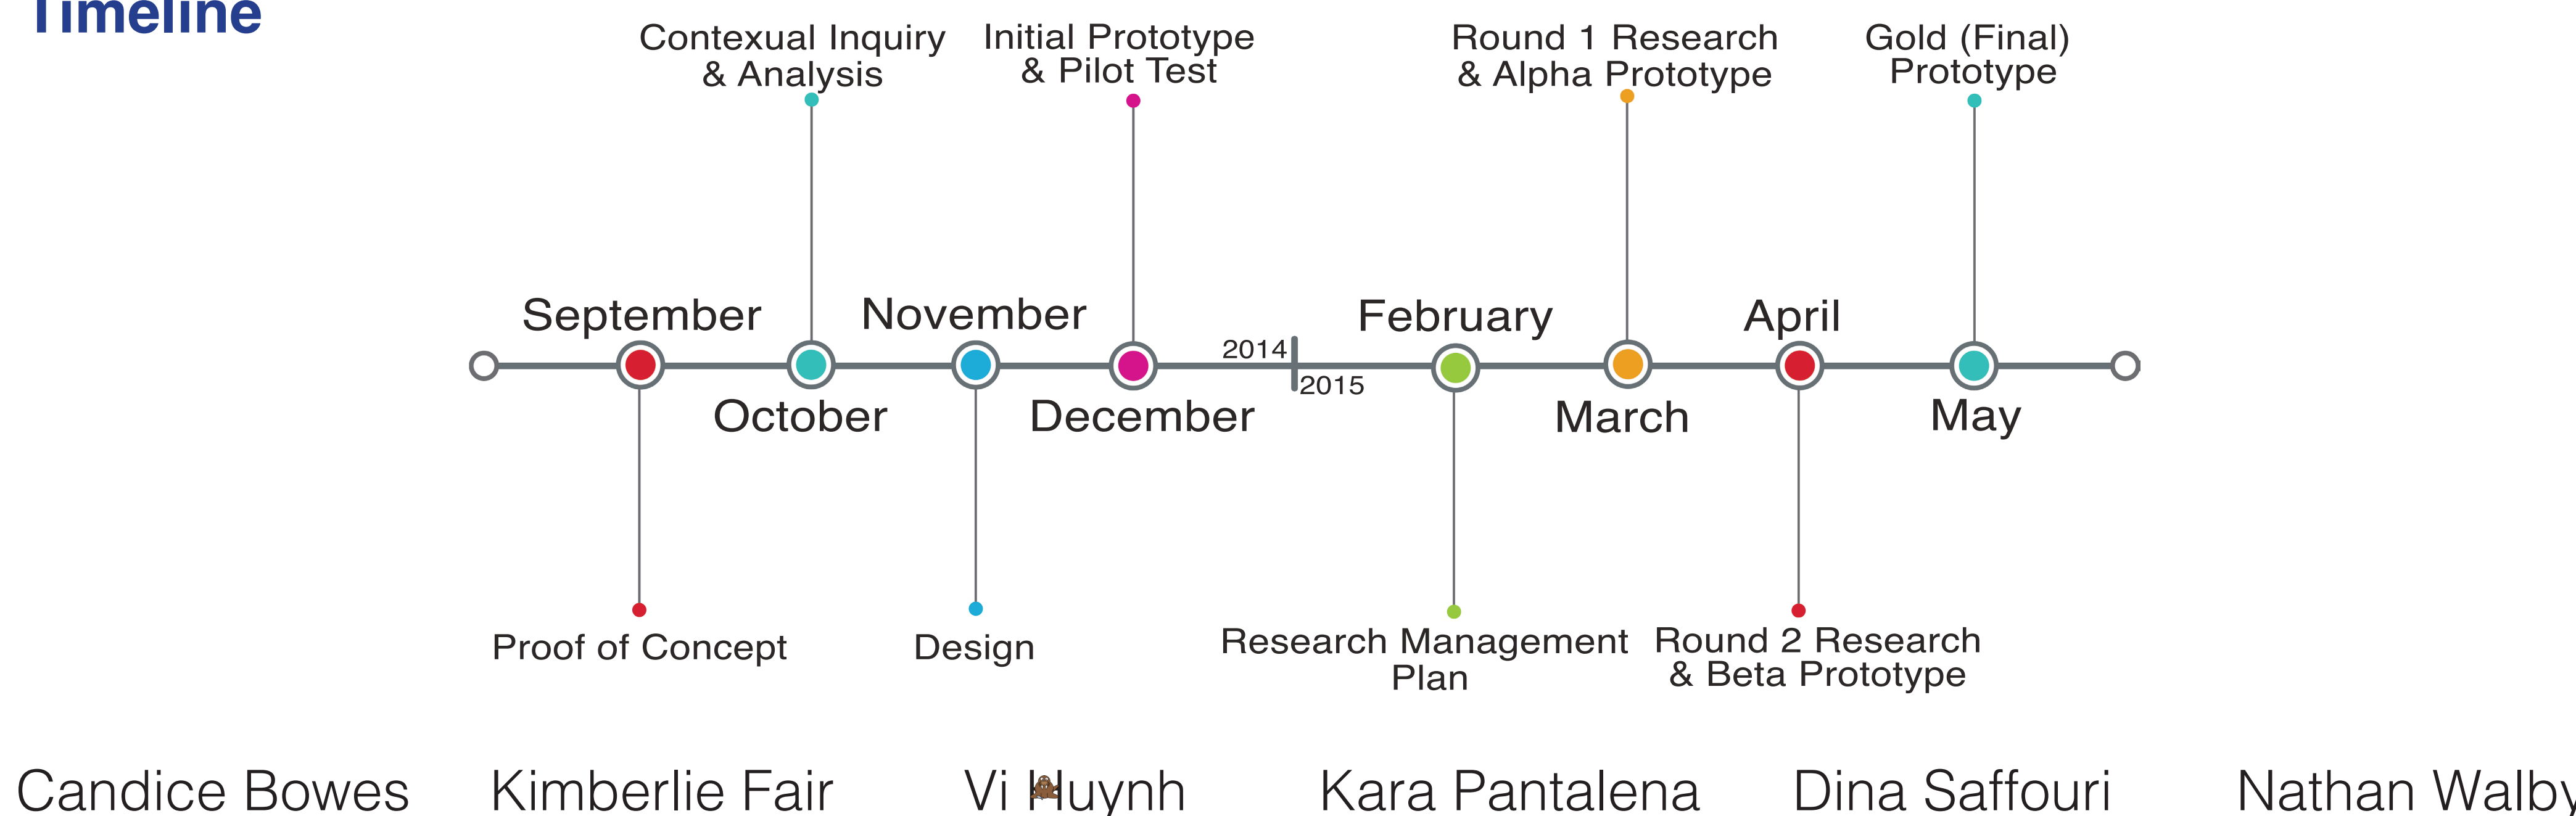 Timeline
Contexual Inquiry
& Analysis
Initial Prototype
& Pilot Test
Round 1 Research
& Alpha Prototype
Gold (Final)
Prototype
September
October
November
December
2014
2015
February
March
April
May
Proof of Concept
Design
Research Management
Plan
Round 2 Research
& Beta Prototype
Candice Bowes
Kimberlie Fair
Vi Huynh
Kara Pantalena
Dina Saffouri
Nathan Walby